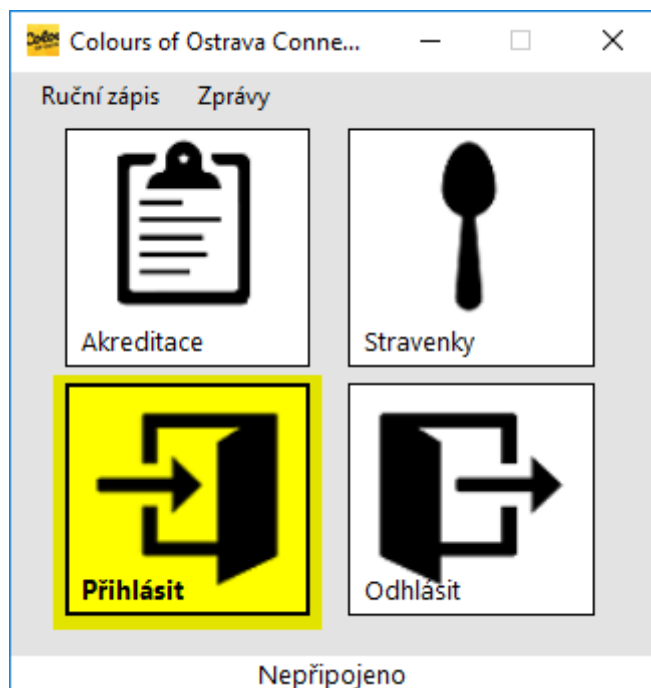 Colours of Ostrava Conne...
Ruční zápis Zprávy
Akreditace
Stravenky
Přihlásit
Odhlásit
Nepřipojeno